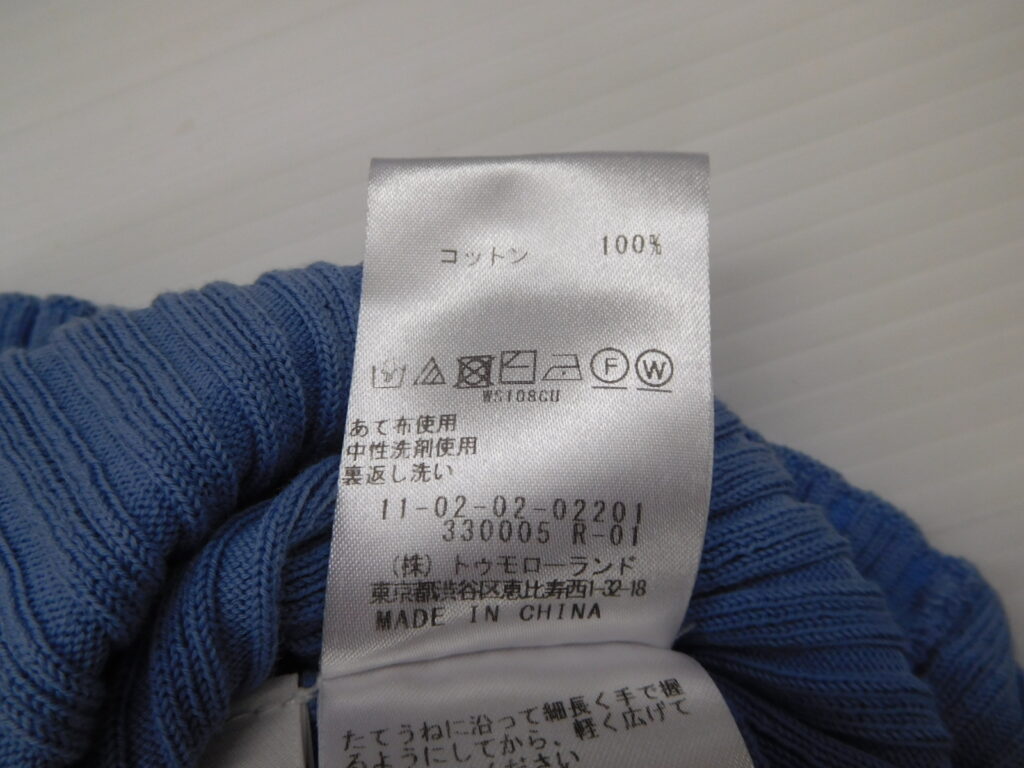 コットン 100%
F W
WS108CU
あて布使用
中性洗剤使用
裏返し洗い
11-02-02-02201
330005 R-01
(株) トゥモローランド
東京都渋谷区恵比寿西1-32-18
MADE IN CHINA
たてうねに沿って細長く手で握
るようにしてから、軽く広げて